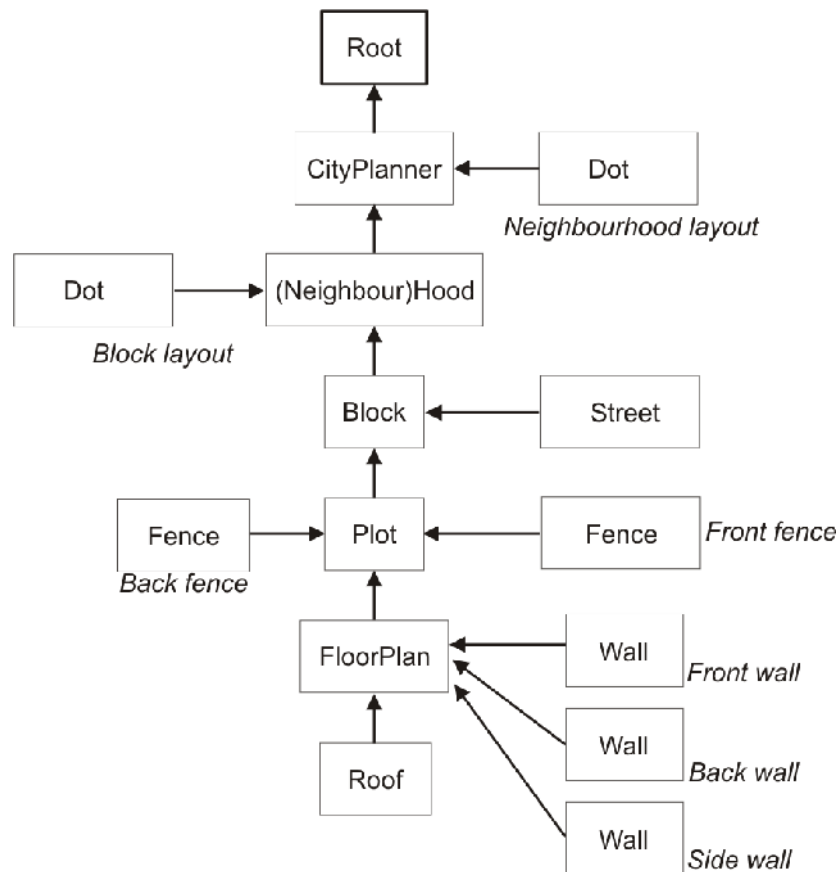 Root
CityPlanner
Dot
Neighbourhood layout
Dot
(Neighbour)Hood
Block layout
Block
Street
Fence
Plot
Fence
Front fence
Back fence
FloorPlan
Wall
Front wall
Roof
Wall
Back wall
Wall
Side wall